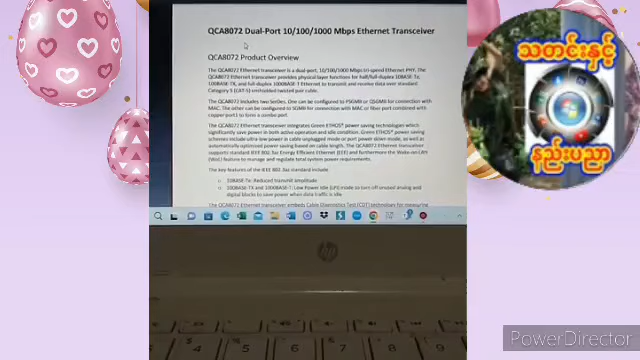 QCA8072 Dual-Port 10/100/1000 Mbps Ethernet Transceiver
QCA8072 Product Overview
The QCA8072 Ethernet transceiver is a dual-port, 10/100/1000 Mbps tri-speed Ethernet PHY. The
QCA8072 Ethernet transceiver provides physical layer functions for half/full-duplex 10BASE-Te,
100BASE-TX, and full-duplex 1000BASE-T Ethernet to transmit and receive data over standard
Category 5 (CAT-5) unshielded twisted pair cable.
The QCA8072 includes two SerDes. One can be configured to PSGMII or QSGMII for connection with
MAC. The other can be configured to SGMII for connection with MAC or fiber port combined with
copper port1 to form a combo port.
The QCA8072 Ethernet transceiver integrates Green ETHOS® power saving technologies which
significantly save power in both active operation and idle condition. Green ETHOS® power saving
schemes include ultra-low power in cable unplugged mode or port power down mode, as well as
automatically optimized power saving based on cable length. The QCA8072 Ethernet transceiver
supports standard IEEE 802.3az Energy Efficient Ethernet (EEE) and furthermore the Wake-on-LAN
(WoL) feature to manage and regulate total system power requirements.
The key features of the IEEE 802.3az standard include
o 10BASE-Te: Reduced transmit amplitude
o 100BASE-TX and 1000BASE-T: Low Power Idle (LPI) mode to turn off unused analog and
digital blocks to save power when data traffic is idle
The QCA8072 Ethernet transceiver embeds Cable Diagnostics Test (CDT) technology for measuring
သတင်းနှင့်
နည်းပညာ
hp
4 5 6 7 8 9
PowerDirector